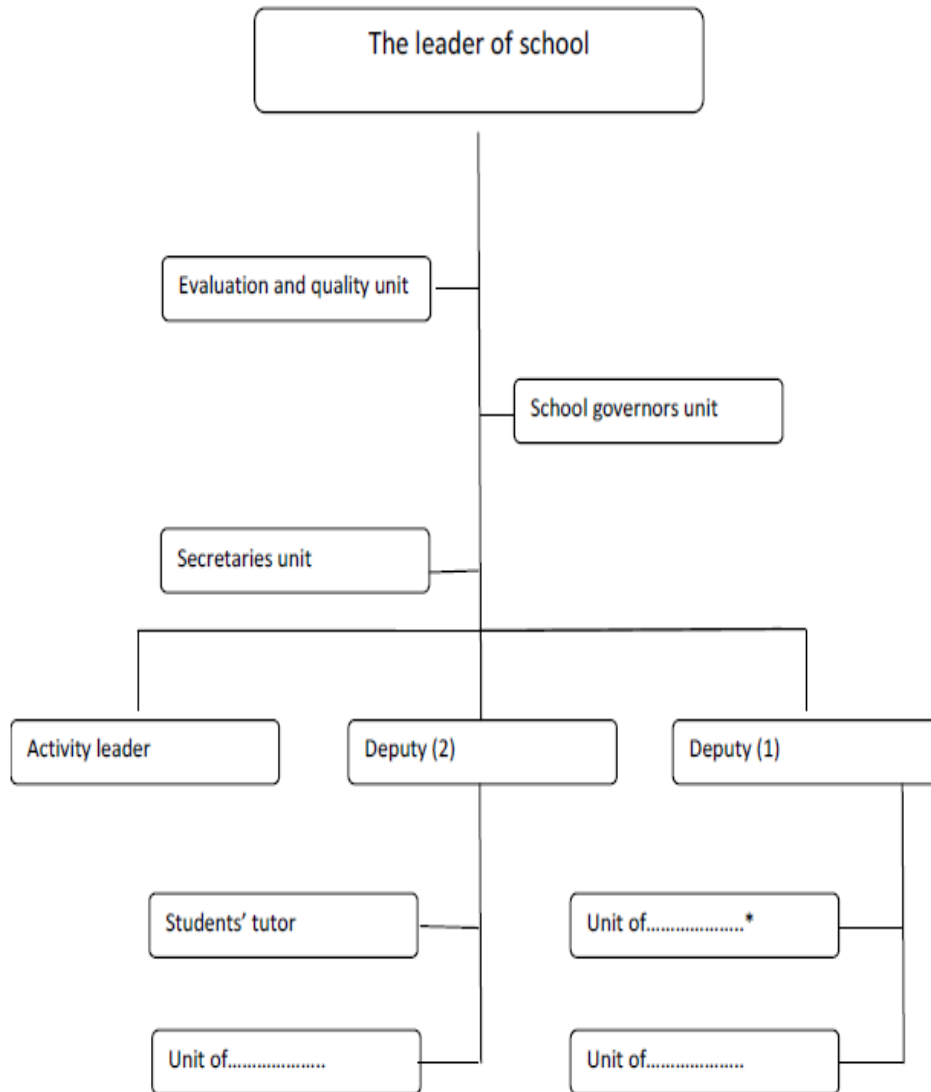 The leader of school
Evaluation and quality unit
School governors unit
Secretaries unit
Activity leader
Deputy (2)
Deputy (1)
Students’ tutor
Unit of………………..*
Unit of………………..
Unit of………………..